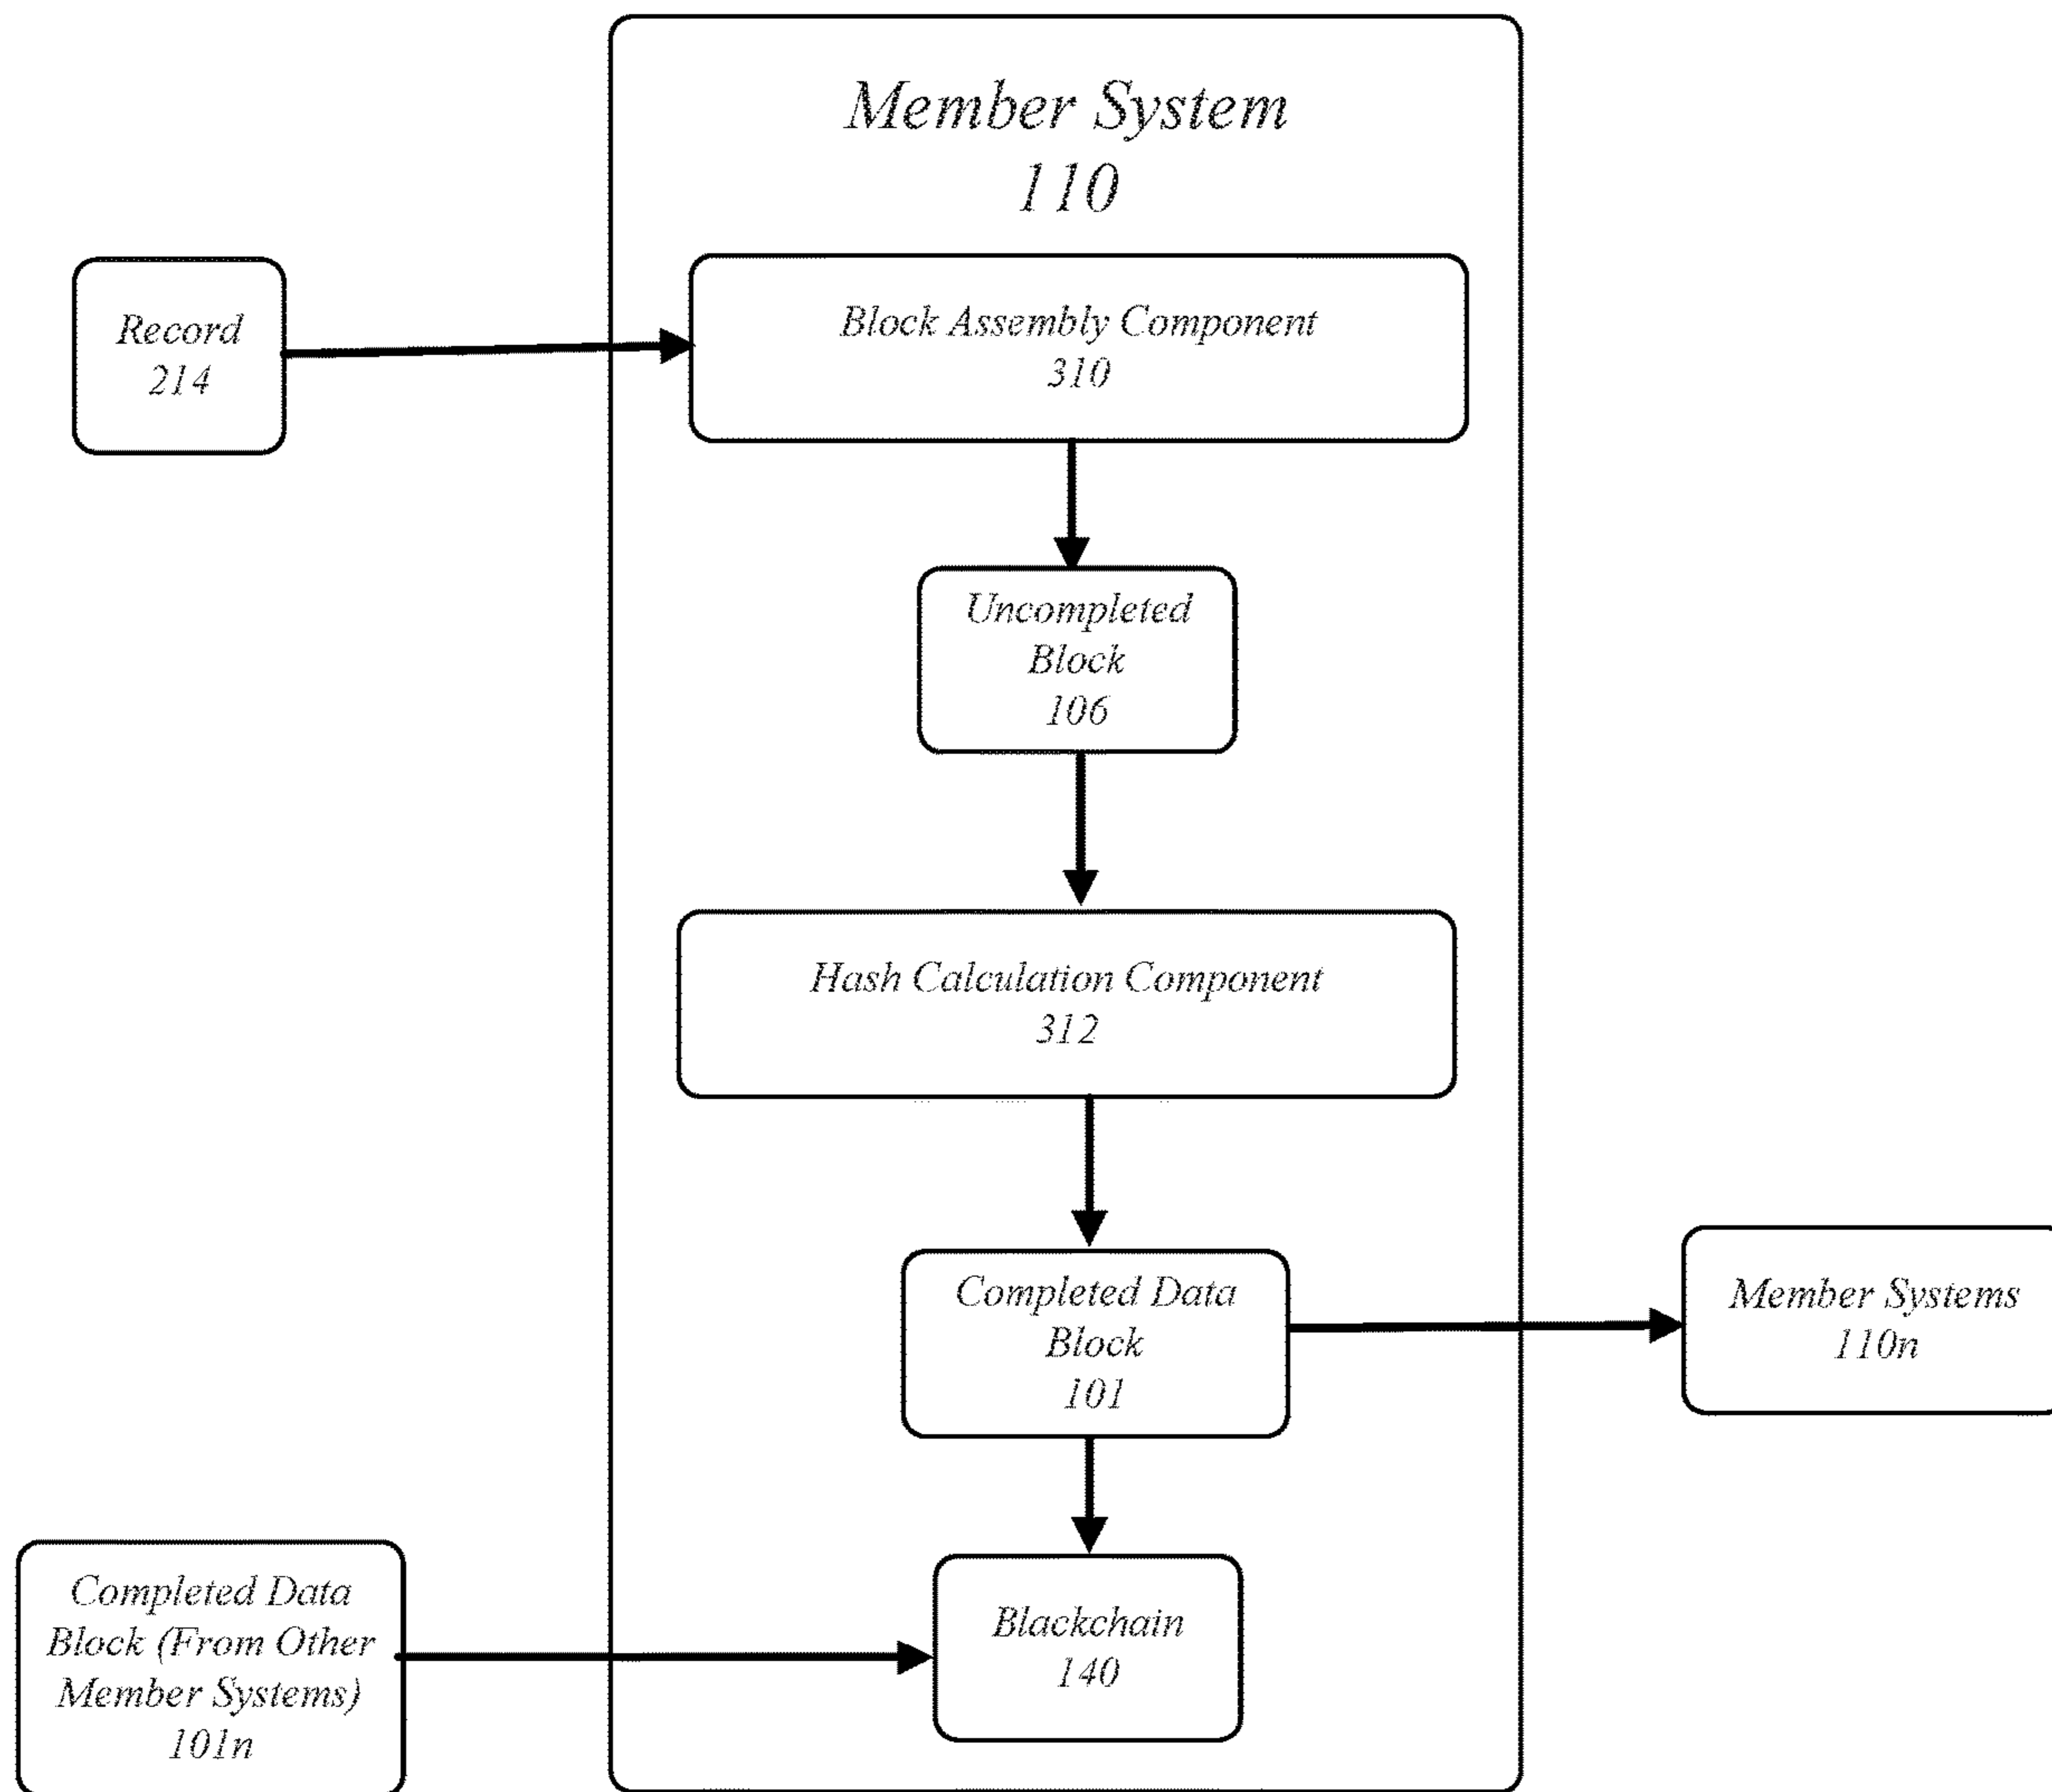 Member System
110
Record
214
Block Assembly Component
310
Uncompleted
Block
106
Hash Calculation Component
312
Completed Data
Block
101
Member Systems
110n
Completed Data
Block (From Other
Member Systems)
101n
Blackchain
140